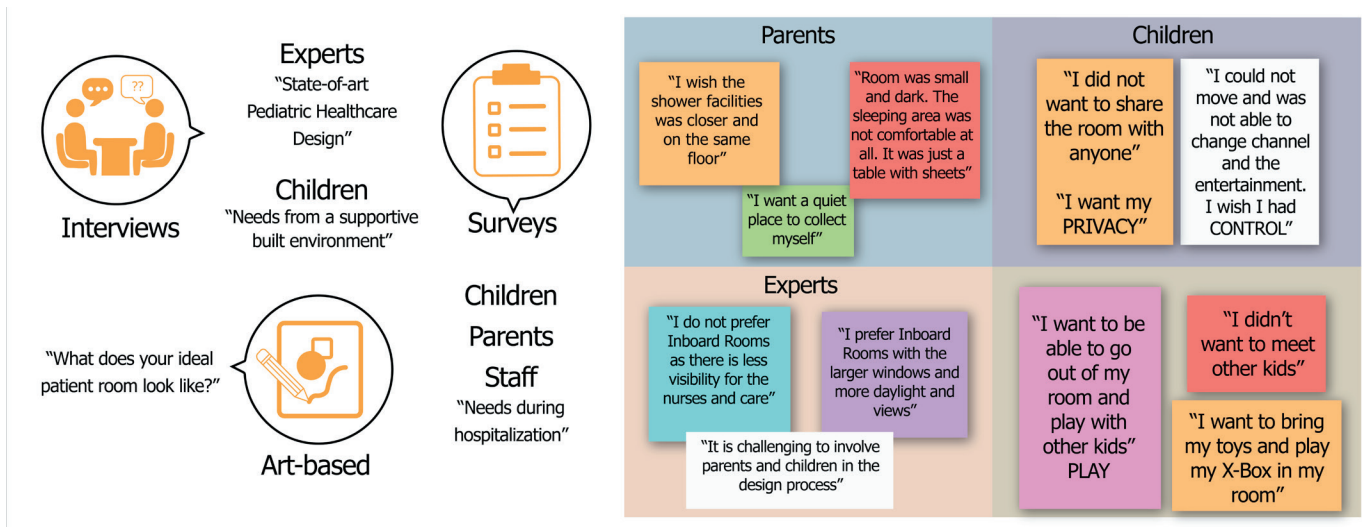 Experts
“State-of-art
Pediatric Healthcare
Design”
??
Interviews
Children
“Needs from a supportive
built environment”
Surveys
Children
Parents
Staff
“Needs during
hospitalization”
“What does your ideal
patient room look like?”
Art-based
Parents
“I wish the
shower facilities
was closer and
on the same
floor”
“Room was small
and dark. The
sleeping area was
not comfortable at
all. It was just a
table with sheets”
“I want a quiet
place to collect
myself”
Children
“I did not
want to share
the room with
anyone”
“I want my
PRIVACY”
“I could not
move and was
not able to
change channel
and the
entertainment.
I wish I had
CONTROL”
Experts
“I do not prefer
Inboard Rooms
as there is less
visibility for the
nurses and care”
“I prefer Inboard
Rooms with the
larger windows and
more daylight and
views”
“It is challenging to involve
parents and children in the
design process”
“I want to be
able to go
out of my
room and
play with
other kids”
PLAY
“I didn’t
want to meet
other kids”
“I want to bring
my toys and play
my X-Box in my
room”